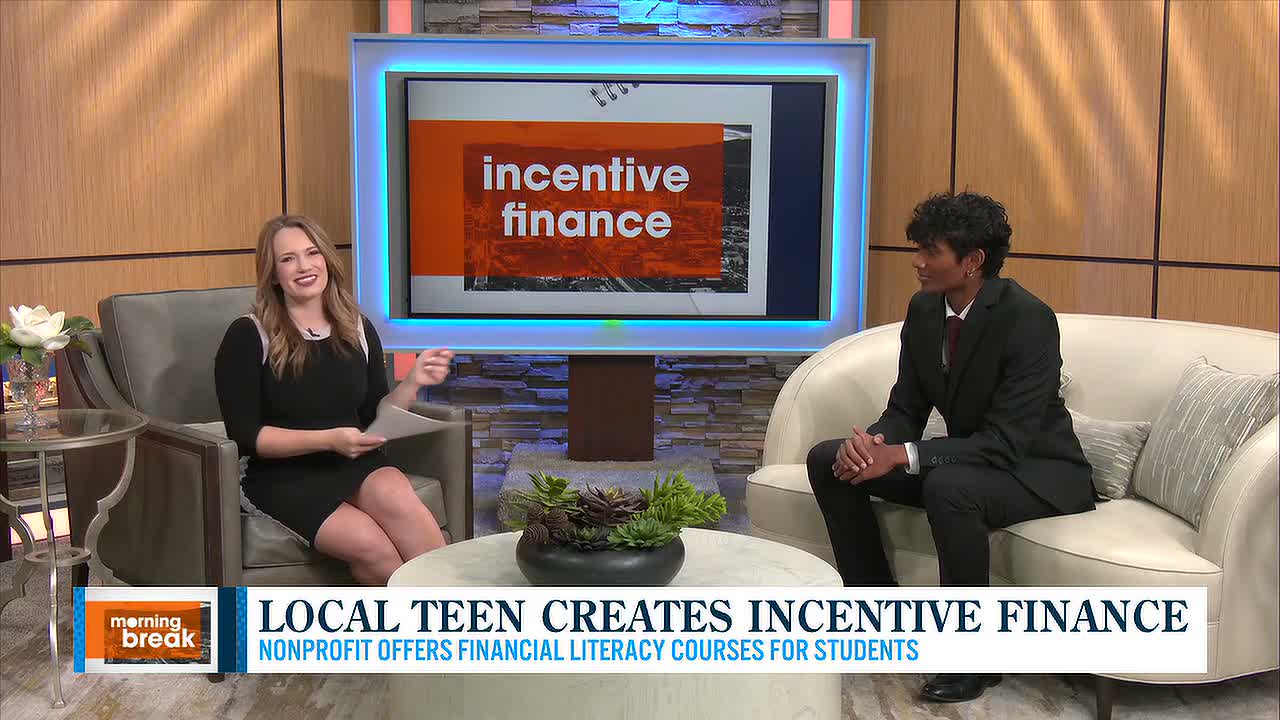 incentive
finance
LOCAL TEEN CREATES INCENTIVE FINANCE
NONPROFIT OFFERS FINANCIAL LITERACY COURSES FOR STUDENTS
morning
break